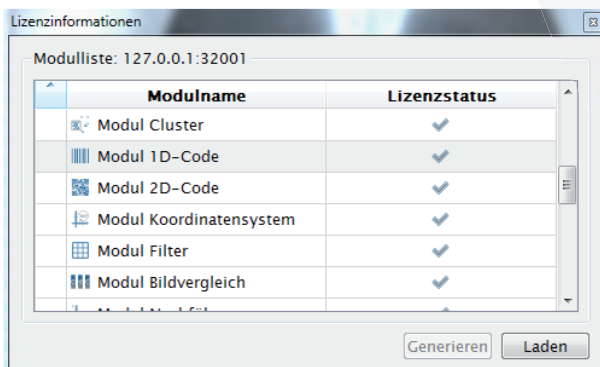 Lizenzinformationen
Modulliste: 127.0.0.1:32001
Modulname Lizenzstatus
Modul Cluster
Modul 1D-Code
Modul 2D-Code
Modul Koordinatensystem
Modul Filter
Modul Bildvergleich
Generieren Laden